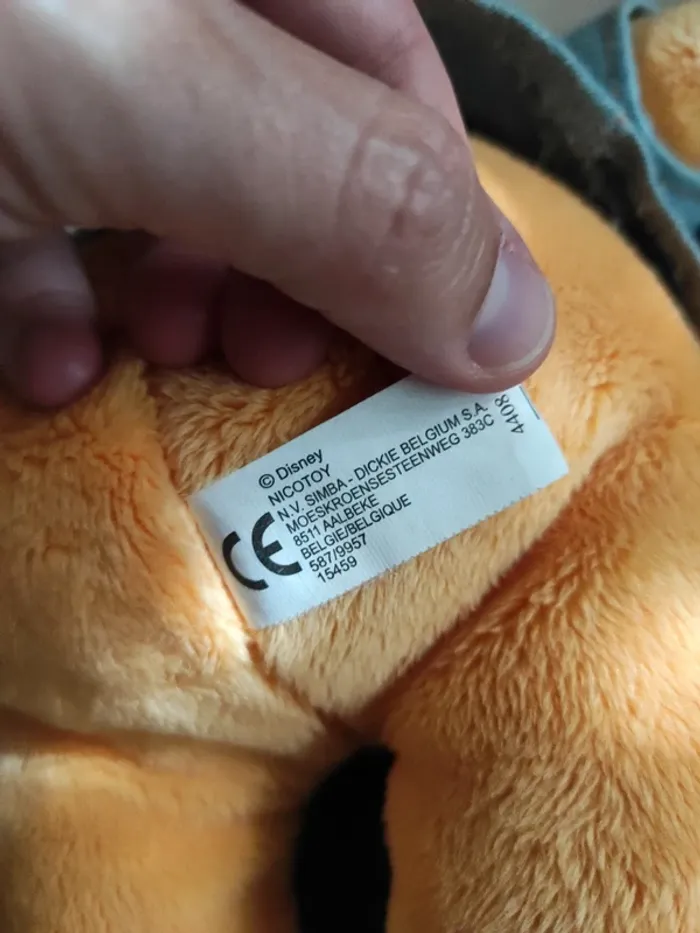 © Disney
NICOTOY
N.V. SIMBA - DICKIE BELGIUM S.A.
MOESKROENSESTEENWEG 383C
8511 AALBEKE
BELGIE/BELGIQUE
587/9957
15459
CE
4408